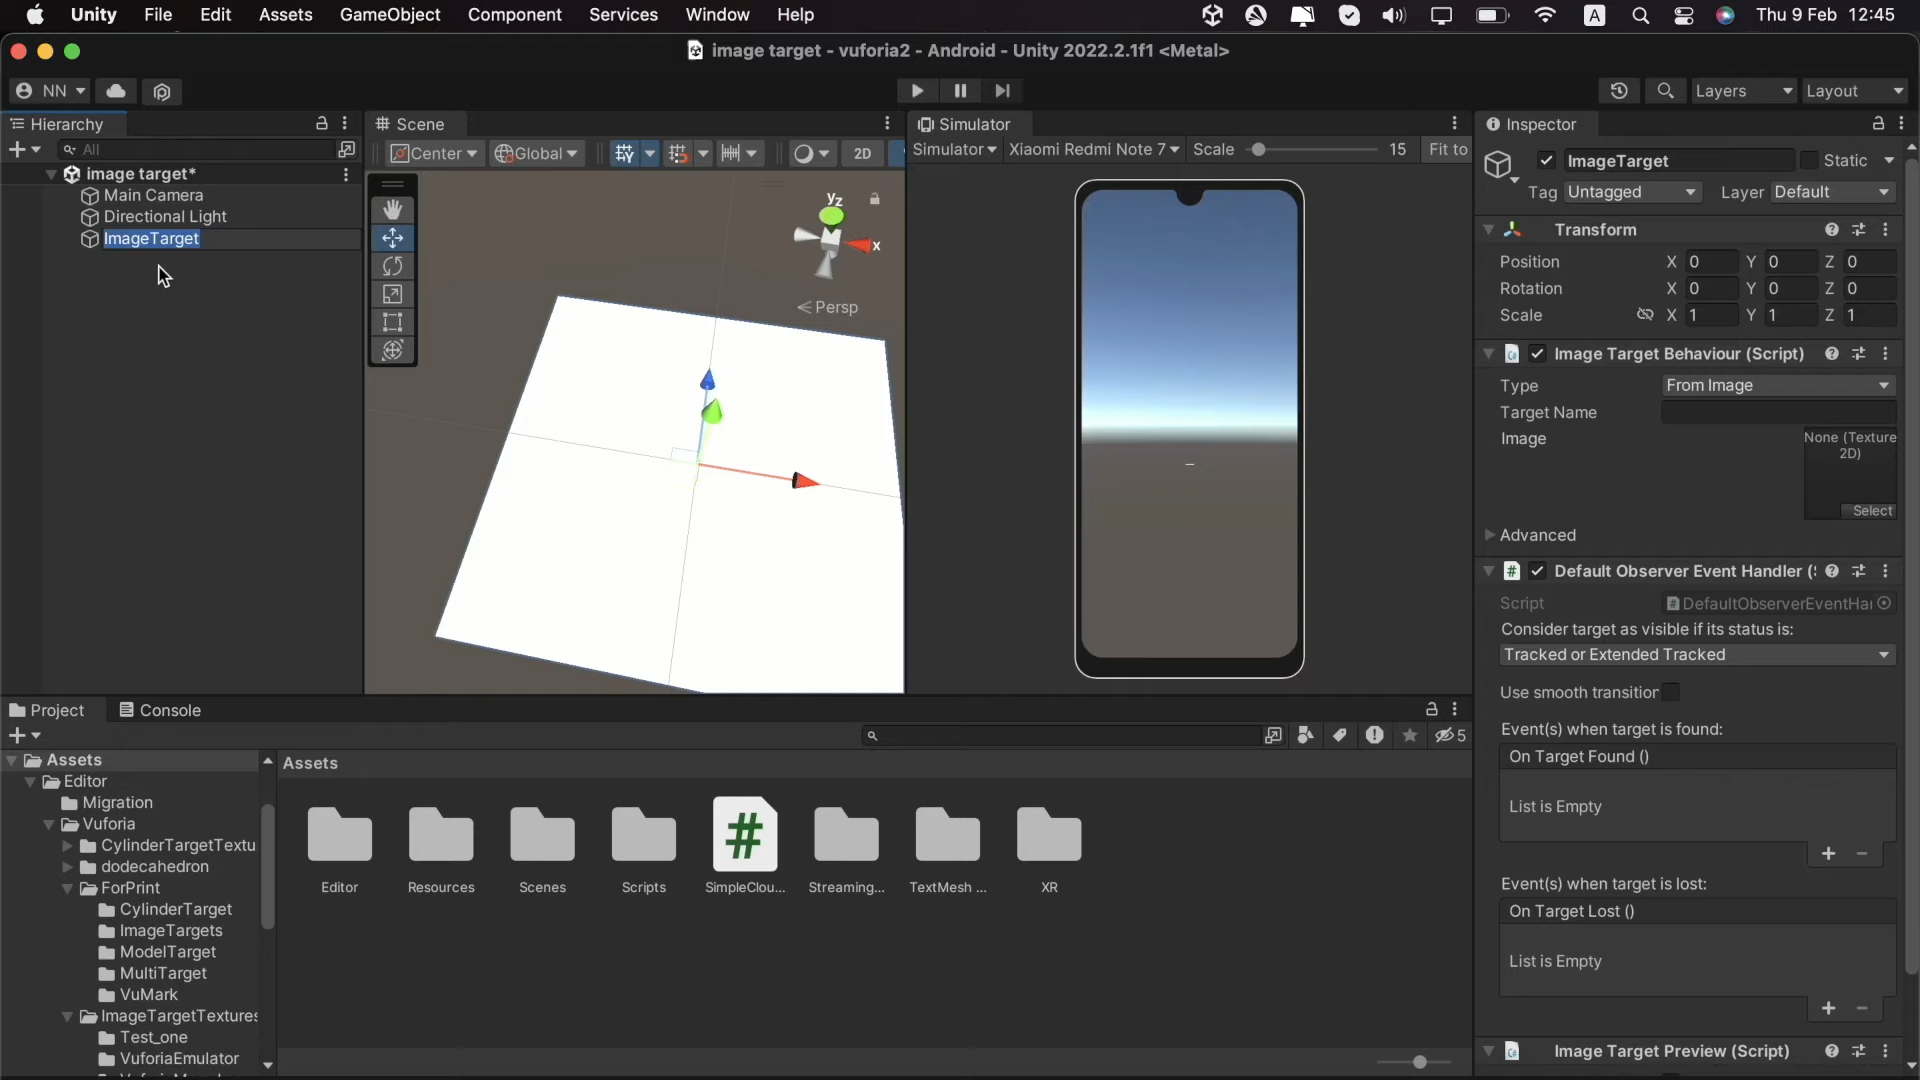 Unity File Edit Assets GameObject Component Services Window Help A Thu 9 Feb 12:45
image target - vuforia2 - Android - Unity 2022.2.1f1 <Metal>
NN Layers Layout
Hierarchy
All
image target*
Main Camera
Directional Light
ImageTarget
Scene
Center Global 2D
y z
x
Persp
Simulator
Simulator Xiaomi Redmi Note 7 Scale 15 Fit to
Inspector
ImageTarget Static
Tag Untagged Layer Default
Transform
Position X 0 Y 0 Z 0
Rotation X 0 Y 0 Z 0
Scale X 1 Y 1 Z 1
Image Target Behaviour (Script)
Type From Image
Target Name
Image None (Texture
2D)
Select
Advanced
# Default Observer Event Handler (
Script # DefaultObserverEventHa
Consider target as visible if its status is:
Tracked or Extended Tracked
Use smooth transition
Event(s) when target is found:
On Target Found ()
List is Empty
+ −
Event(s) when target is lost:
On Target Lost ()
List is Empty
+ −
Image Target Preview (Script)
Project Console
5
Assets
Editor
Migration
Vuforia
CylinderTargetTextu
dodecahedron
ForPrint
CylinderTarget
ImageTargets
ModelTarget
MultiTarget
VuMark
ImageTargetTextures
Test_one
VuforiaEmulator
Assets
#
Editor Resources Scenes Scripts SimpleClou... Streaming... TextMesh ... XR